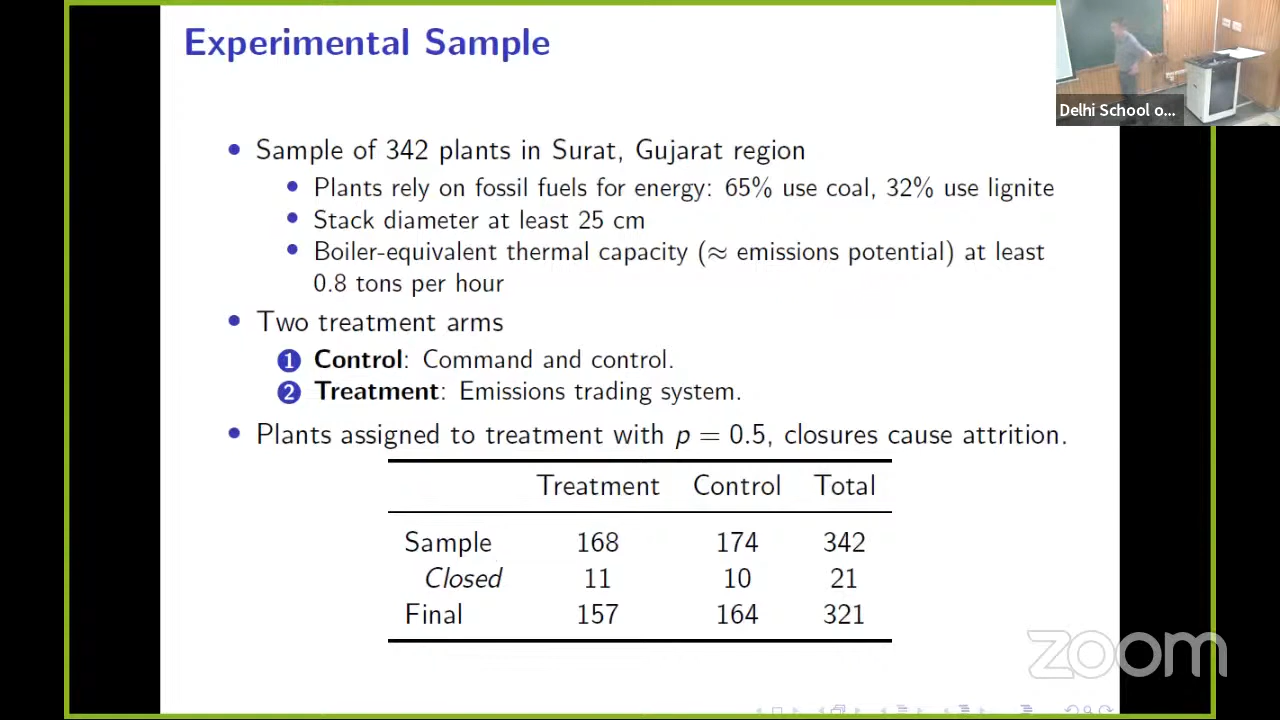 Experimental Sample
Delhi School o...
• Sample of 342 plants in Surat, Gujarat region
• Plants rely on fossil fuels for energy: 65% use coal, 32% use lignite
• Stack diameter at least 25 cm
• Boiler-equivalent thermal capacity (≈ emissions potential) at least
0.8 tons per hour
• Two treatment arms
1 Control: Command and control.
2 Treatment: Emissions trading system.
• Plants assigned to treatment with p = 0.5, closures cause attrition.
Treatment Control Total
Sample 168 174 342
Closed 11 10 21
Final 157 164 321
zoom